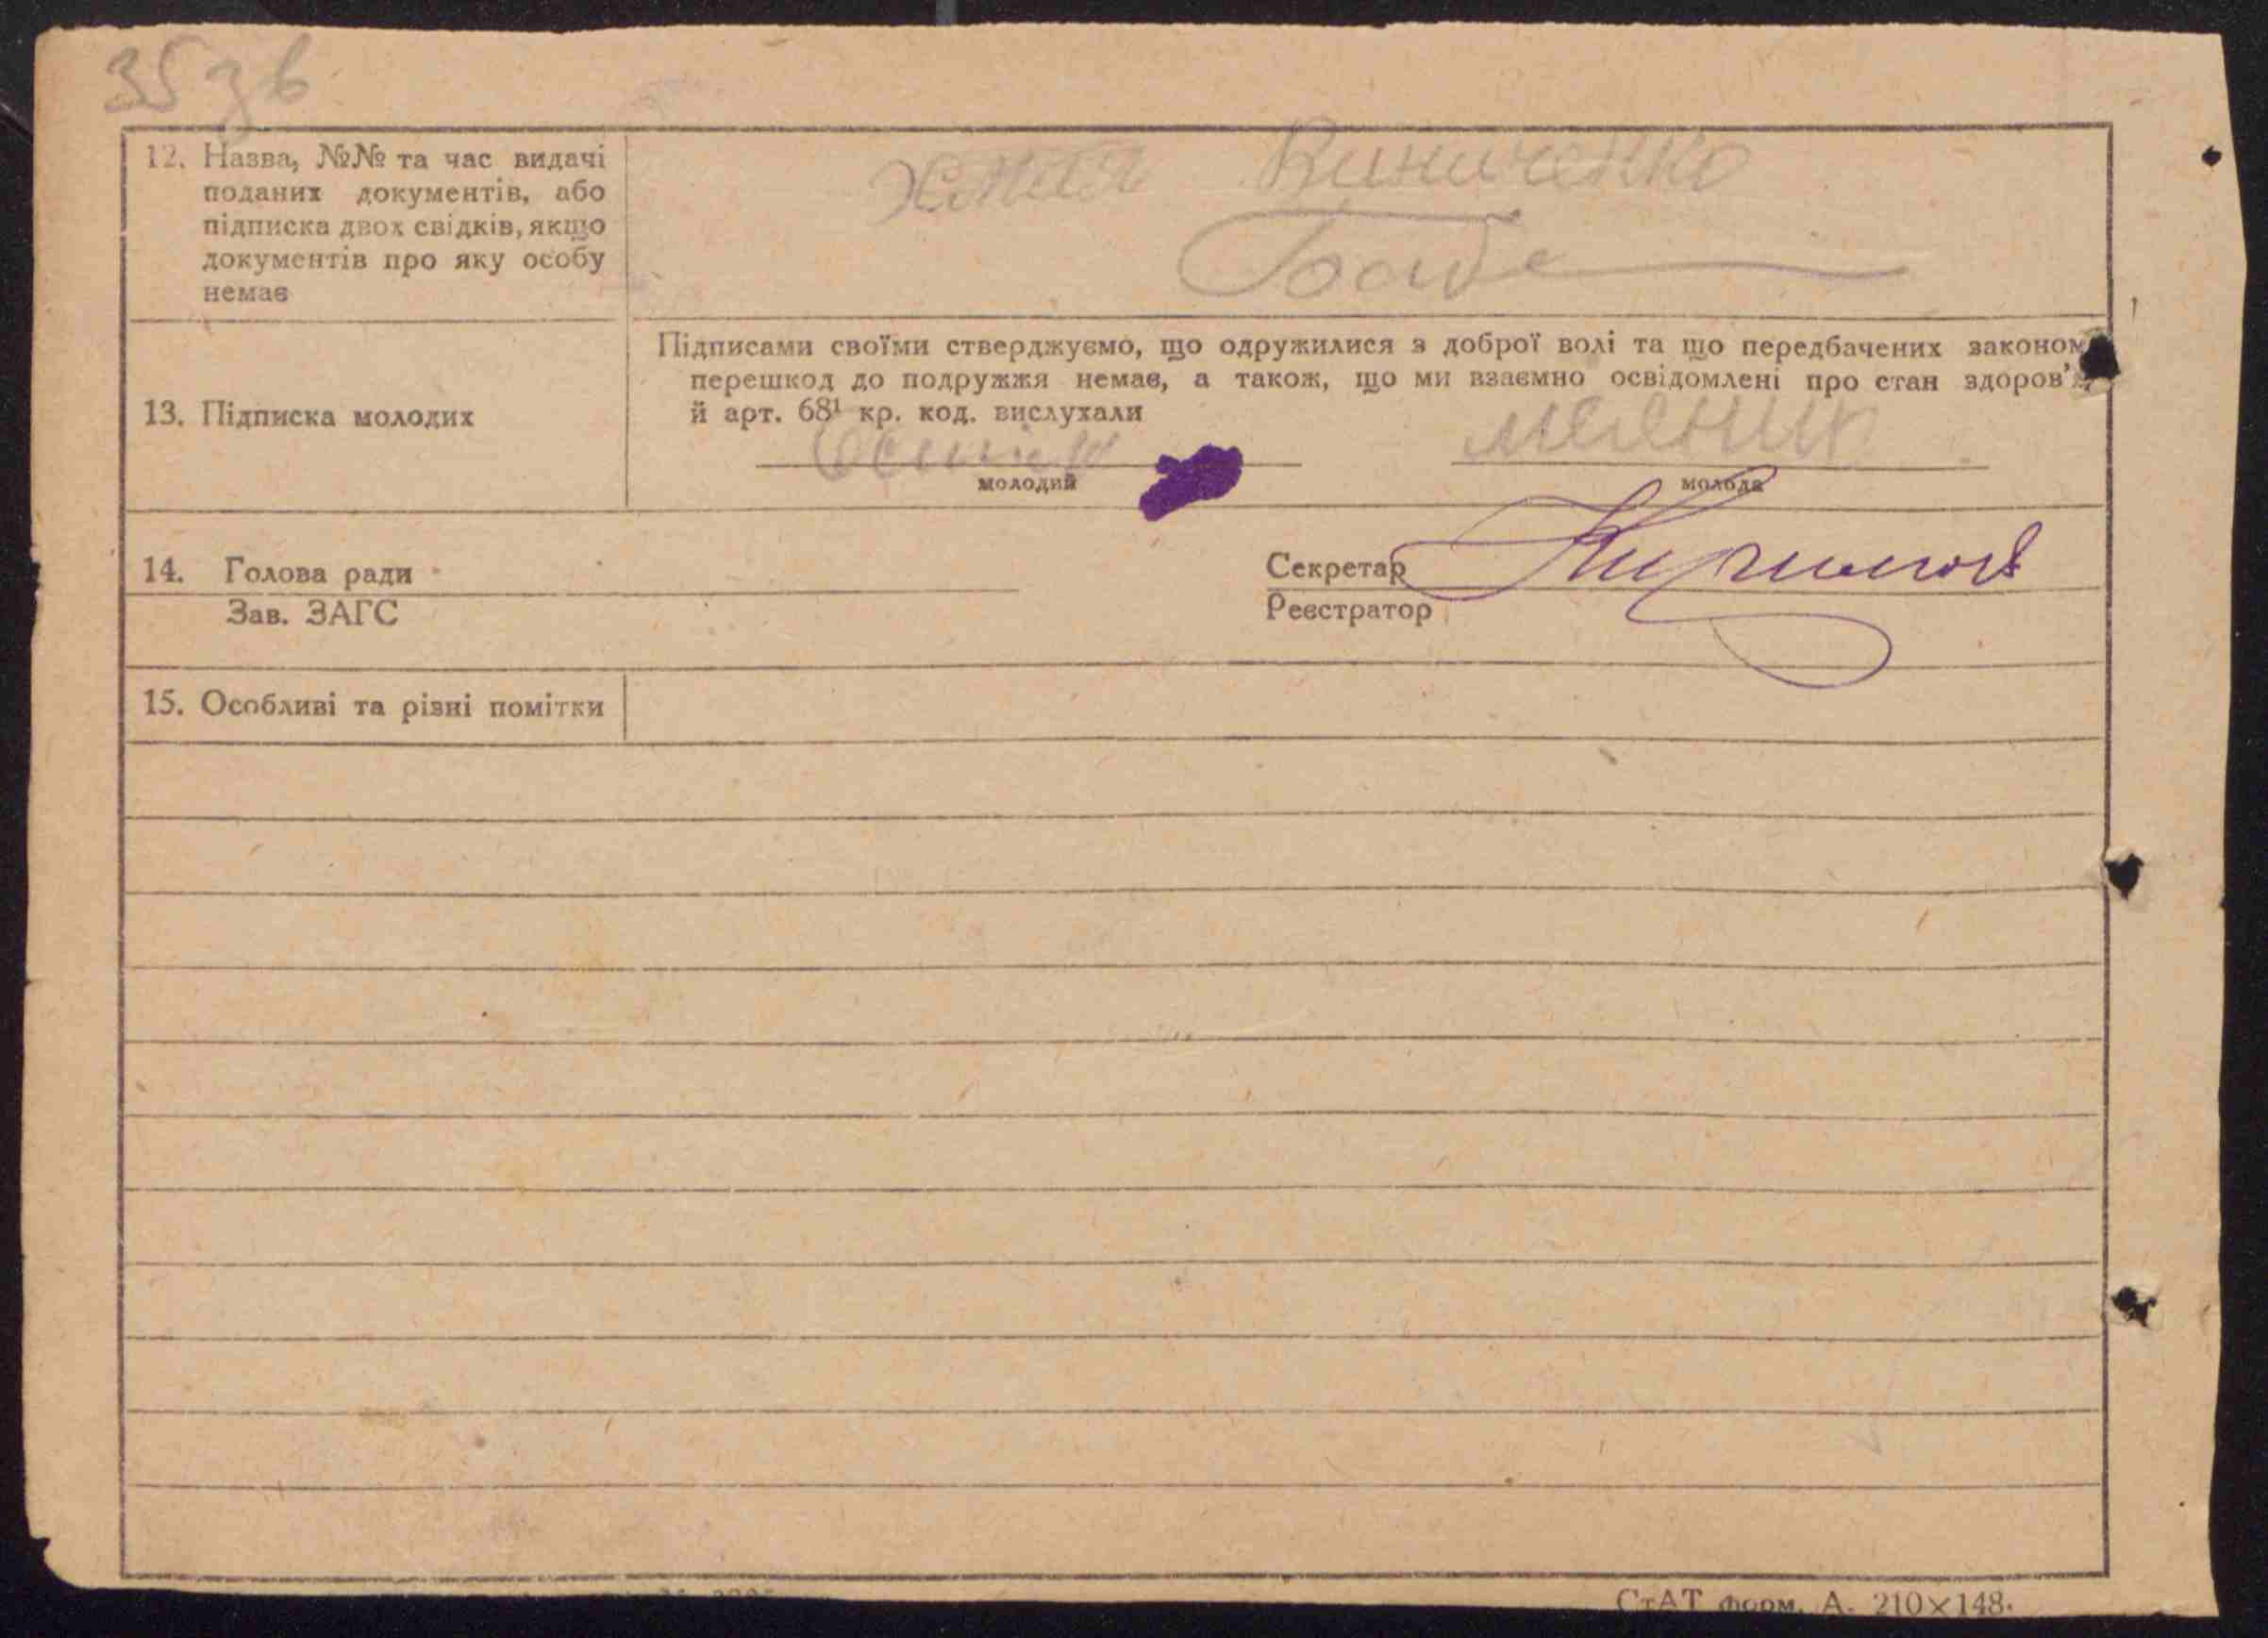 35 зв
12. Назва, №№ та час видачі
поданих документів, або
підписка двох свідків, якщо
документів про яку особу
немає
Виниченко
13. Підписка молодих
Підписами своїми стверджуємо, що одружилися з доброї волі та що передбачених законом
перешкод до подружжя немає, а також, що ми взаємно освідомлені про стан здоров'я
й арт. 68¹ кр. код. вислухали
молодий
молода
14. Голова ради
Зав. ЗАГС
Секретар
Реєстратор
15. Особливі та різні помітки
СтАТ форм. А. 210×148.